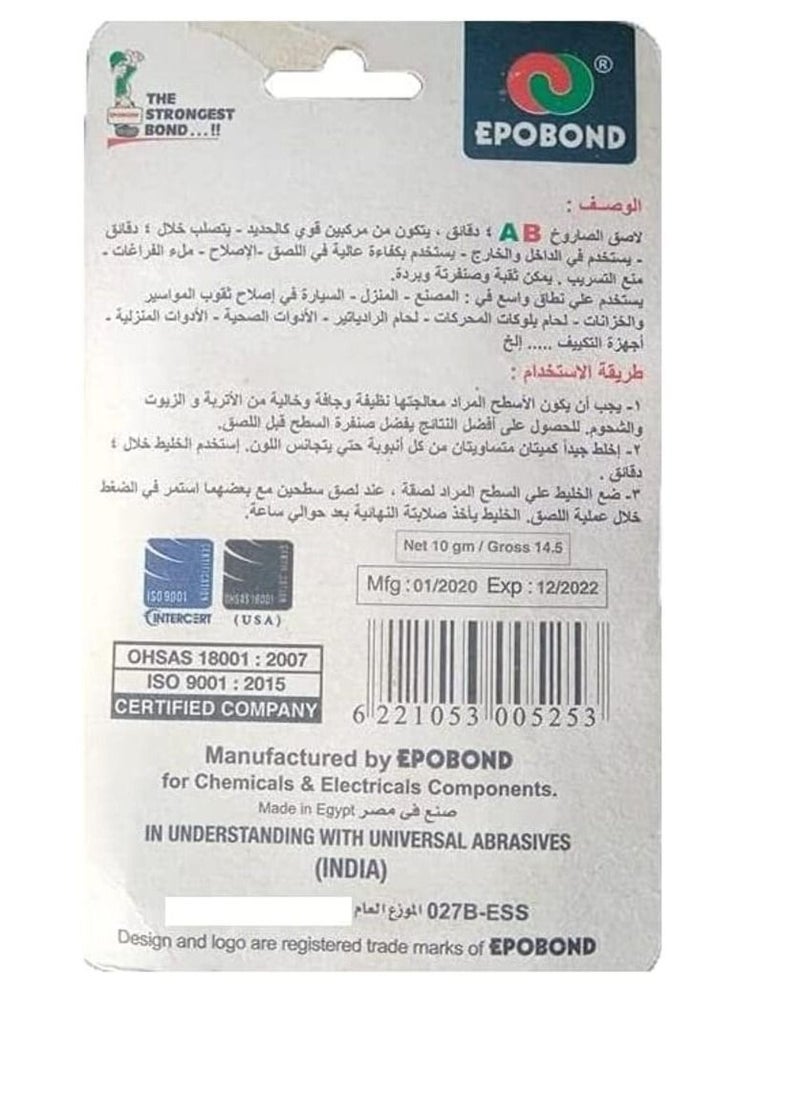 THE
STRONGEST
BOND...!!
EPOBOND
الوصف :
لاصق الصاروخ AB ٤ دقائق ، يتكون من مركبين قوي كالحديد - يتصلب خلال ٤ دقائق
- يستخدم في الداخل والخارج - يستخدم بكفاءة عالية في اللصق -الإصلاح - ملء الفراغات -
منع التسريب . يمكن ثقبة وصنفرتة وبردة.
يستخدم علي نطاق واسع في : المصنع - المنزل - السيارة في إصلاح ثقوب المواسير
والخزانات - لحام بلوكات المحركات - لحام الرادياتير - الأدوات الصحية - الأدوات المنزلية -
أجهزة التكييف ..... إلخ
طريقة الاستخدام :
١- يجب أن يكون الأسطح المراد معالجتها نظيفة وجافة وخالية من الأتربة و الزيوت
والشحوم. للحصول على أفضل النتائج يفضل صنفرة السطح قبل اللصق.
٢- إخلط جيداً كميتان متساويتان من كل أنبوبة حتي يتجانس اللون. إستخدم الخليط خلال ٤
دقائق .
٣- ضع الخليط علي السطح المراد لصقة ، عند لصق سطحين مع بعضهما استمر في الضغط
خلال عملية اللصق. الخليط يأخذ صلابتة النهائية بعد حوالي ساعة.
Net 10 gm / Gross 14.5
Mfg : 01/2020 Exp : 12/2022
ISO 9001 CERTIFICATION
OHSAS 18001
INTERCERT (USA)
OHSAS 18001 : 2007
ISO 9001 : 2015
CERTIFIED COMPANY
6 221053 005253
Manufactured by EPOBOND
for Chemicals & Electricals Components.
Made in Egypt صنع فى مصر
IN UNDERSTANDING WITH UNIVERSAL ABRASIVES
(INDIA)
الموزع العام 027B-ESS
Design and logo are registered trade marks of EPOBOND